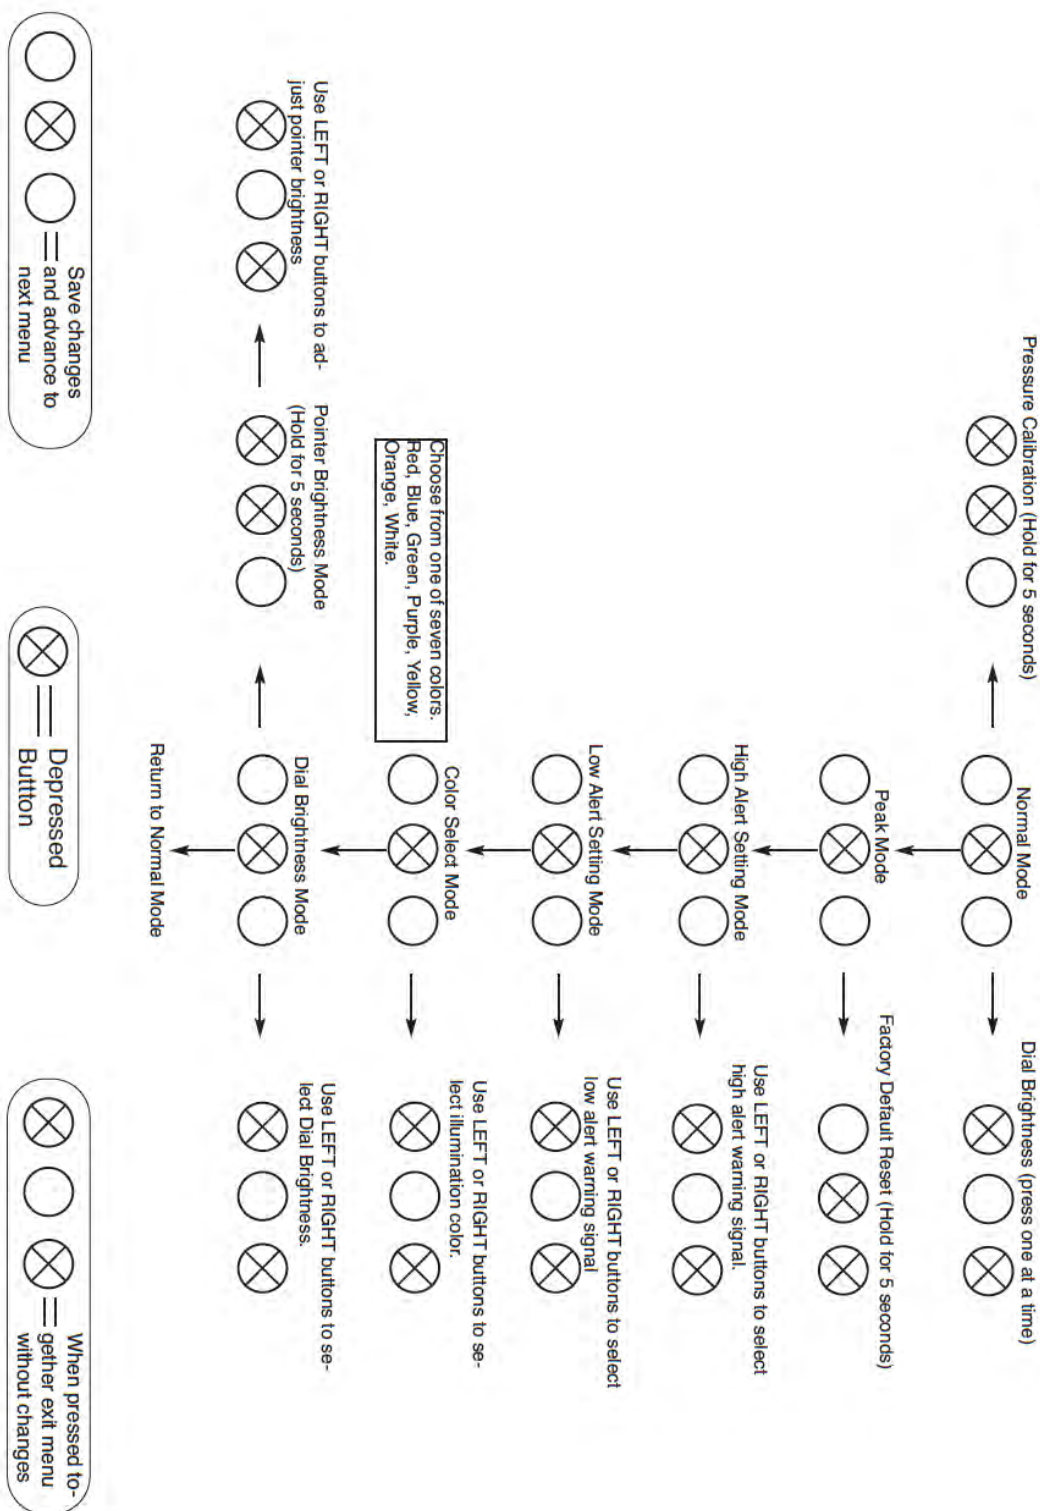 Pressure Calibration (Hold for 5 seconds)
Normal Mode
Dial Brightness (press one at a time)
Peak Mode
Factory Default Reset (Hold for 5 seconds)
High Alert Setting Mode
Use LEFT or RIGHT buttons to select
high alert warning signal.
Low Alert Setting Mode
Use LEFT or RIGHT buttons to select
low alert warning signal
Choose from one of seven colors.
Red, Blue, Green, Purple, Yellow,
Orange, White.
Color Select Mode
Use LEFT or RIGHT buttons to se-
lect illumination color.
Use LEFT or RIGHT buttons to ad-
just pointer brightness
Pointer Brightness Mode
(Hold for 5 seconds)
Dial Brightness Mode
Use LEFT or RIGHT buttons to se-
lect Dial Brightness.
Return to Normal Mode
Save changes
and advance to
next menu
Depressed
Buttton
When pressed to-
gether exit menu
without changes